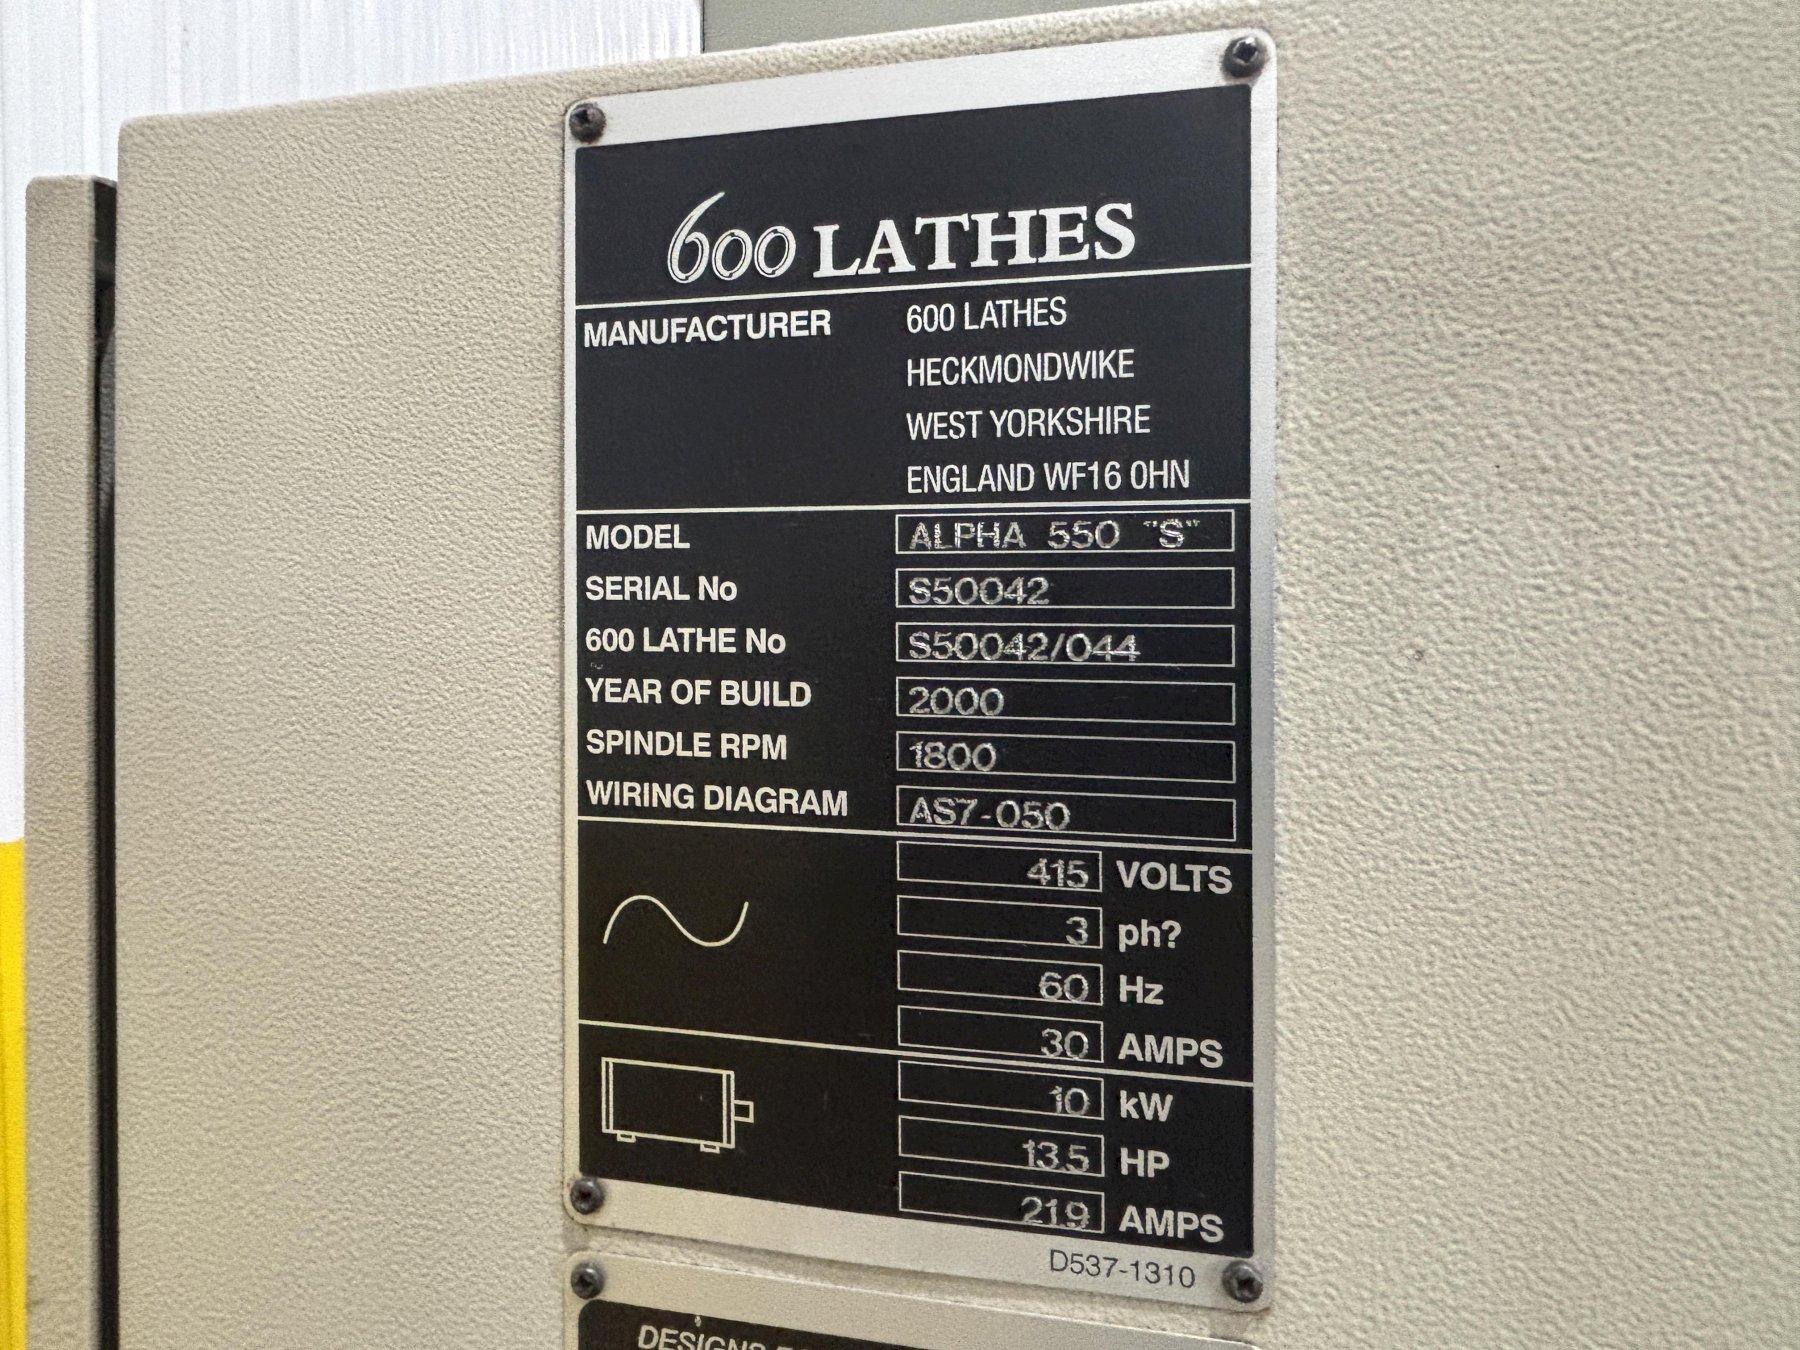 600 LATHES
MANUFACTURER 600 LATHES
HECKMONDWIKE
WEST YORKSHIRE
ENGLAND WF16 0HN
MODEL ALPHA 550 "S"
SERIAL No S50042
600 LATHE No S50042/044
YEAR OF BUILD 2000
SPINDLE RPM 1800
WIRING DIAGRAM AS7-050
415 VOLTS
3 ph?
60 Hz
30 AMPS
10 kW
13.5 HP
21.9 AMPS
D537-1310
DESIGNS